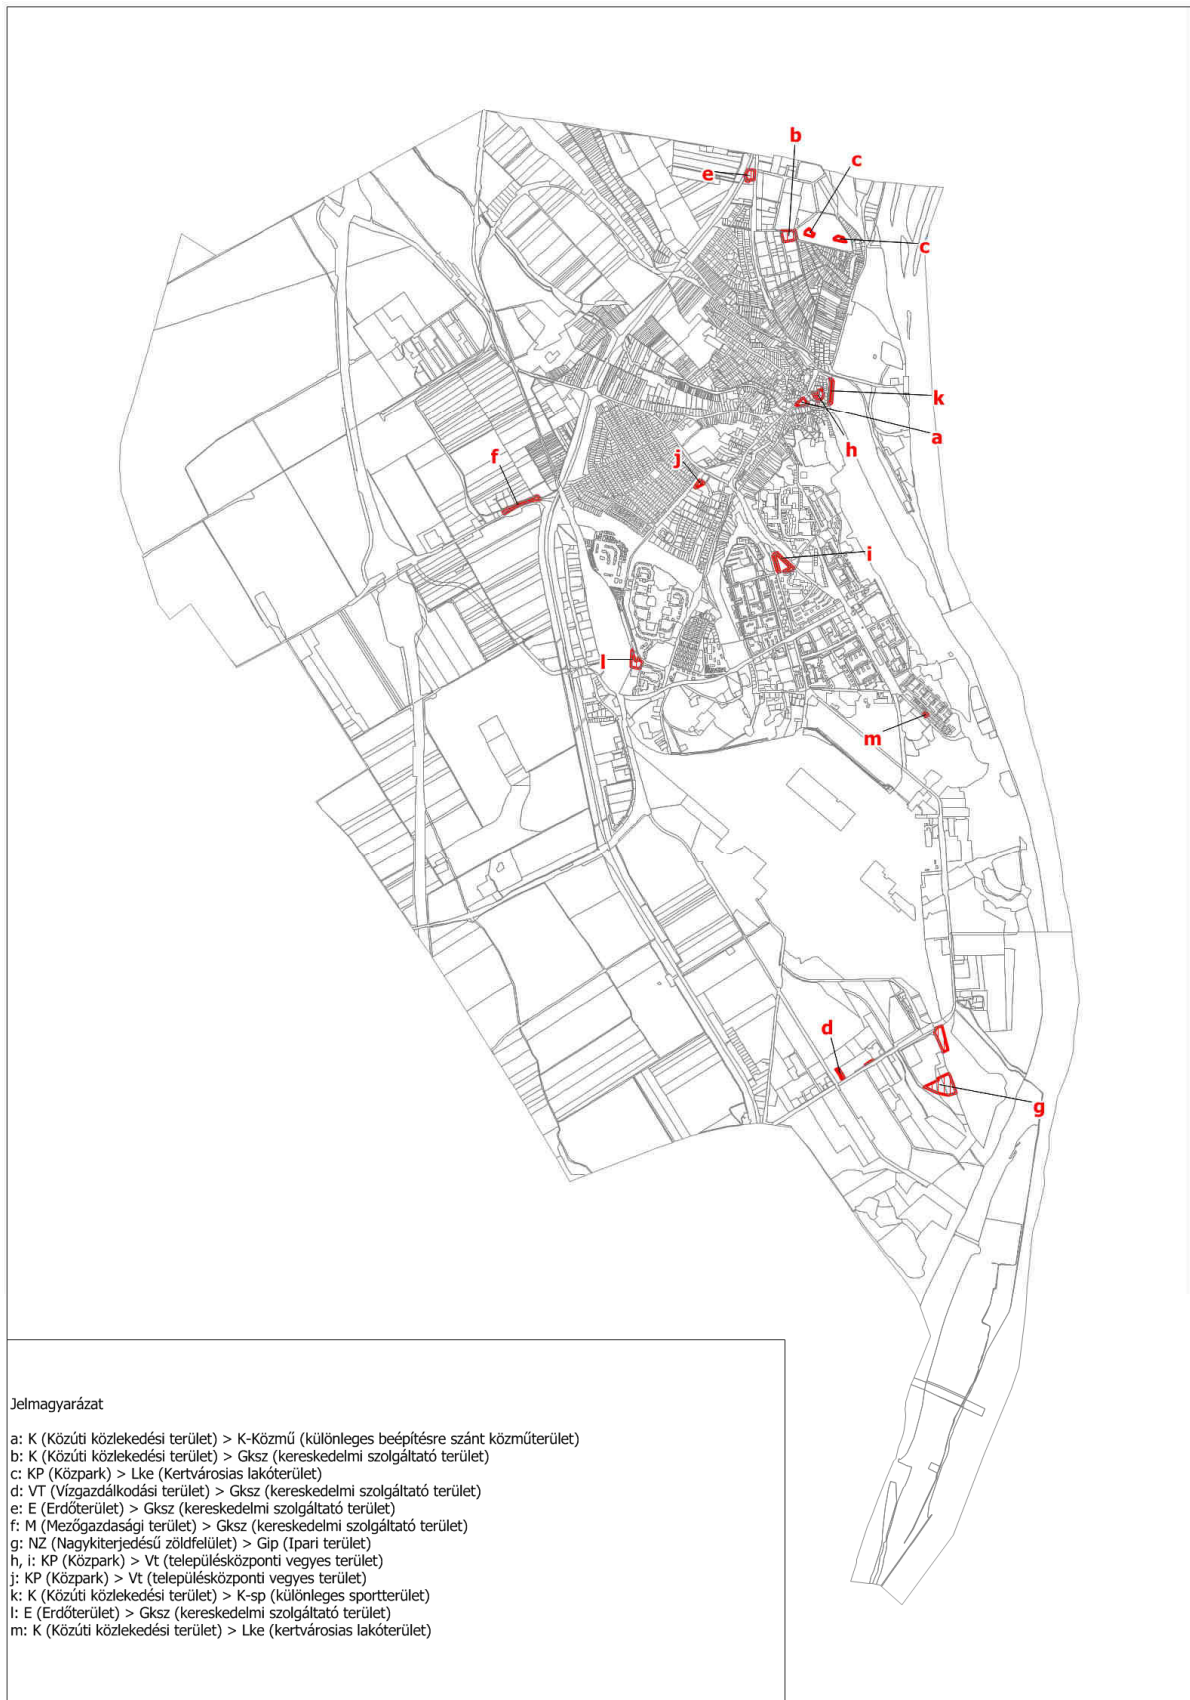 b
c
e
c
k
a
h
f
j
i
l
m
d
g
Jelmagyarázat
a: K (Közúti közlekedési terület) > K-Közmű (különleges beépítésre szánt közműterület)
b: K (Közúti közlekedési terület) > Gksz (kereskedelmi szolgáltató terület)
c: KP (Közpark) > Lke (Kertvárosias lakóterület)
d: VT (Vízgazdálkodási terület) > Gksz (kereskedelmi szolgáltató terület)
e: E (Erdőterület) > Gksz (kereskedelmi szolgáltató terület)
f: M (Mezőgazdasági terület) > Gksz (kereskedelmi szolgáltató terület)
g: NZ (Nagykiterjedésű zöldfelület) > Gip (Ipari terület)
h, i: KP (Közpark) > Vt (településközponti vegyes terület)
j: KP (Közpark) > Vt (településközponti vegyes terület)
k: K (Közúti közlekedési terület) > K-sp (különleges sportterület)
l: E (Erdőterület) > Gksz (kereskedelmi szolgáltató terület)
m: K (Közúti közlekedési terület) > Lke (kertvárosias lakóterület)